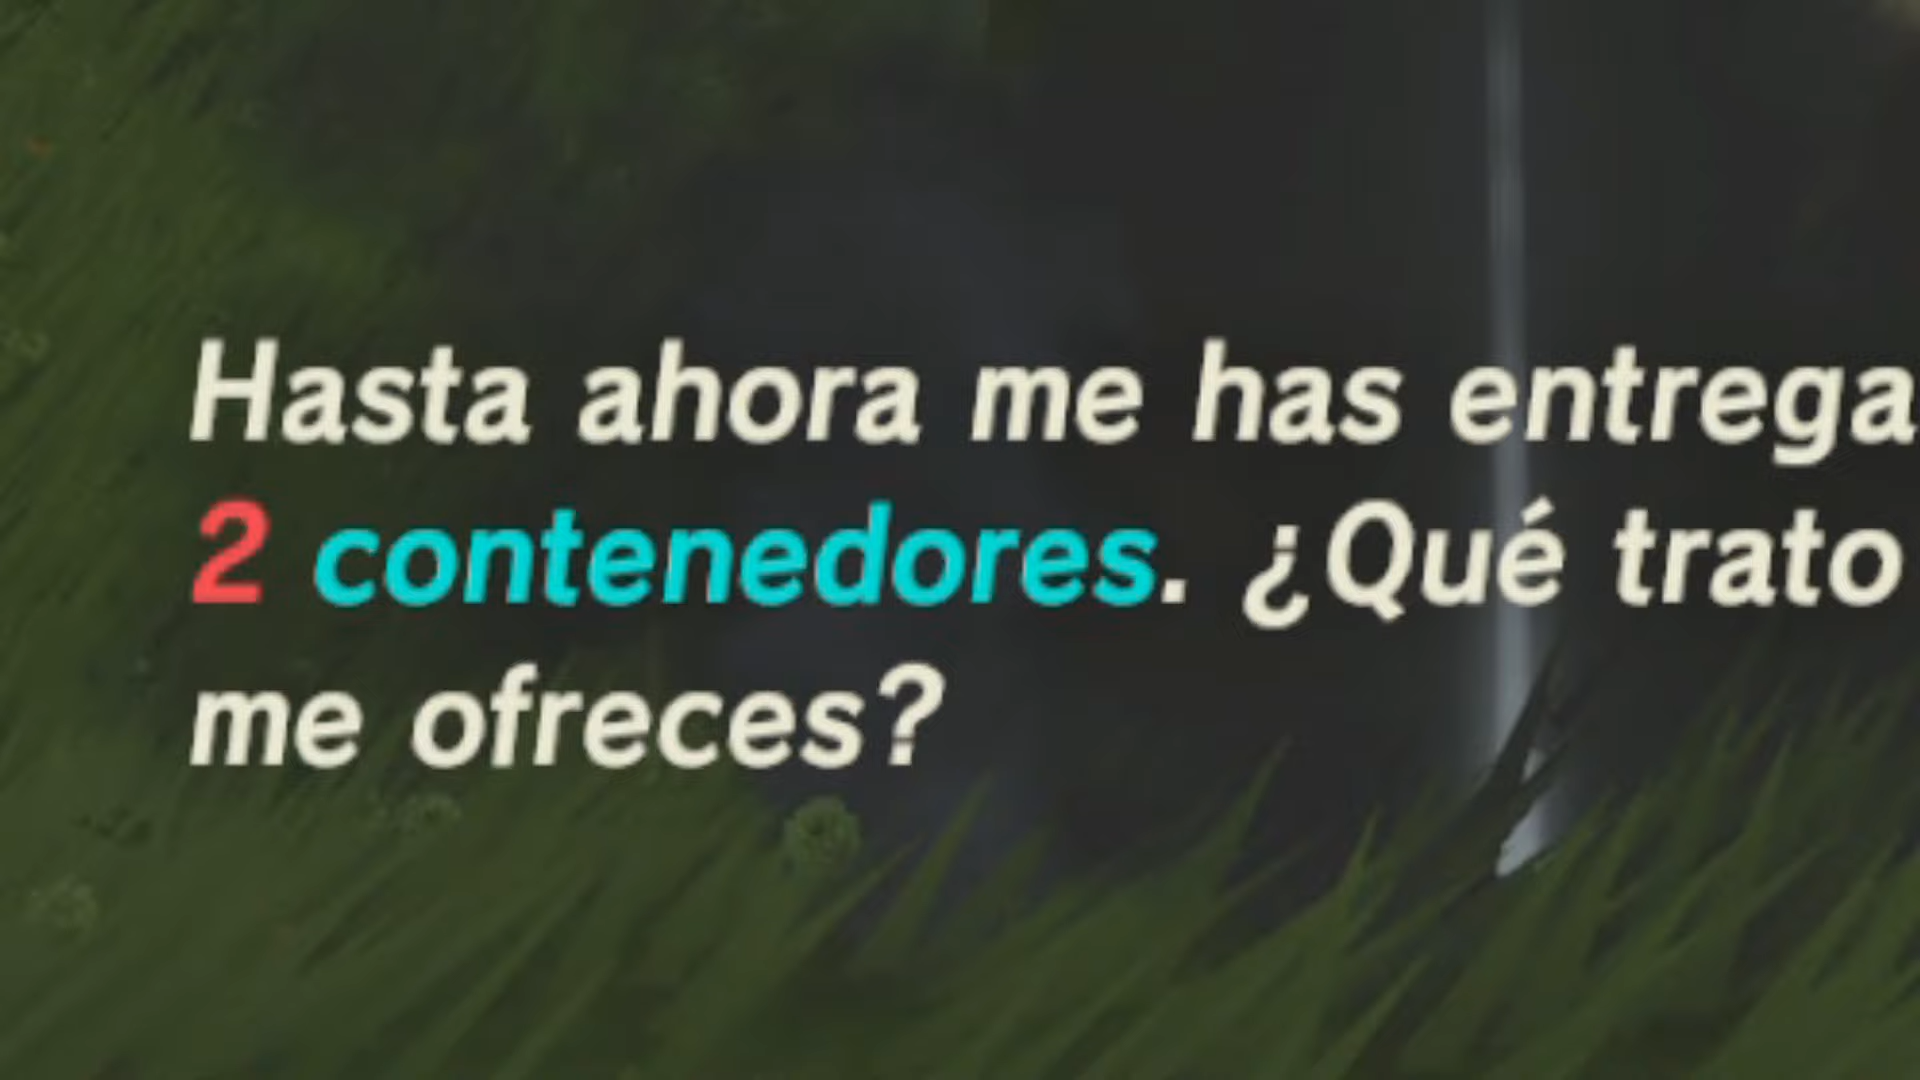 Hasta ahora me has entrega
2 contenedores. ¿Qué trato
me ofreces?